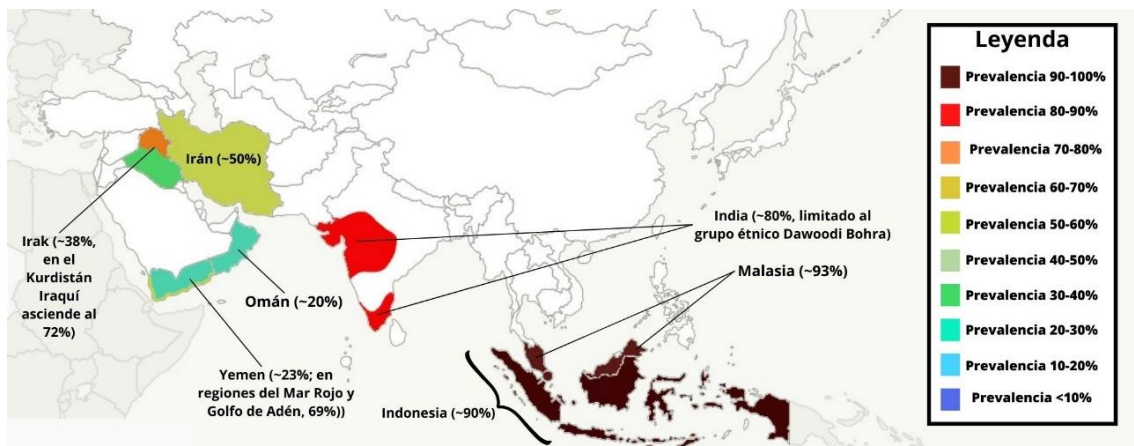 Leyenda
Prevalencia 90-100%
Prevalencia 80-90%
Prevalencia 70-80%
Prevalencia 60-70%
Prevalencia 50-60%
Prevalencia 40-50%
Prevalencia 30-40%
Prevalencia 20-30%
Prevalencia 10-20%
Prevalencia <10%
Irán (~50%)
Irak (~38%,
en el
Kurdistán
Iraquí
asciende al
72%)
Omán (~20%)
Yemen (~23%; en
regiones del Mar Rojo y
Golfo de Adén, 69%))
India (~80%, limitado al
grupo étnico Dawoodi Bohra)
Malasia (~93%)
Indonesia (~90%)